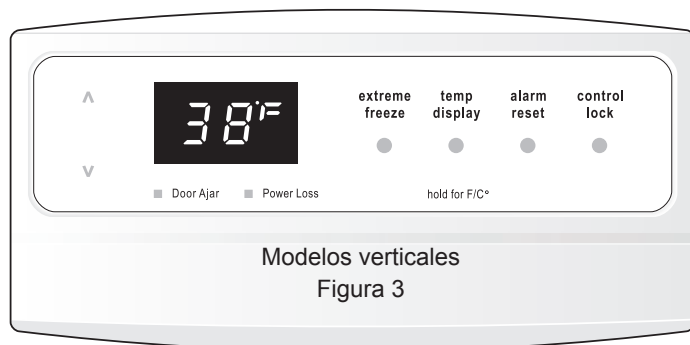 ∧
38°F
extreme freeze
temp display
alarm reset
control lock
∨
Door Ajar
Power Loss
hold for F/C°
Modelos verticales
Figura 3